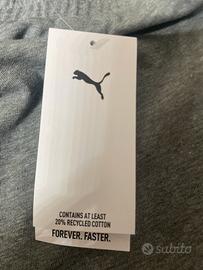 CONTAINS AT LEAST
20% RECYCLED COTTON
FOREVER. FASTER.
subito